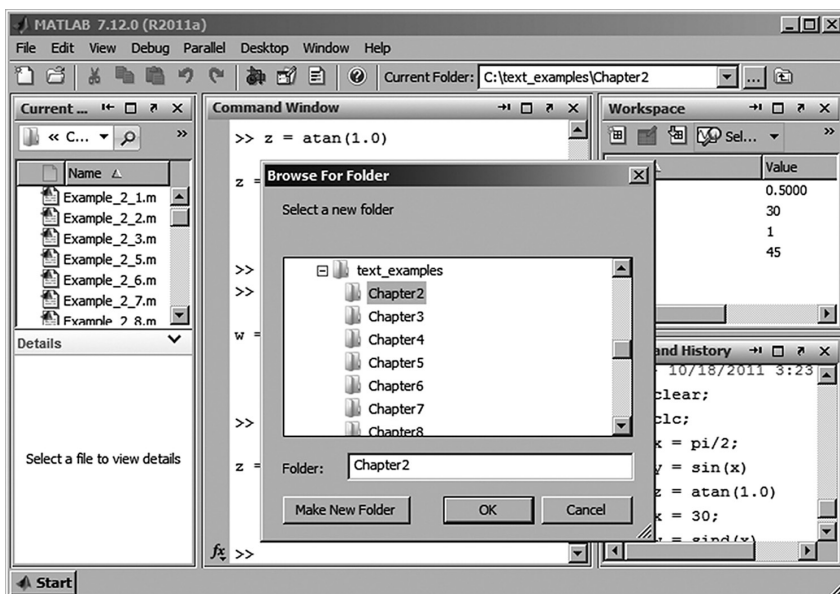 MATLAB 7.12.0 (R2011a)
File Edit View Debug Parallel Desktop Window Help
Current Folder: C:\text_examples\Chapter2
Current ...
« C...
»
Name
Example_2_1.m
Example_2_2.m
Example_2_3.m
Example_2_5.m
Example_2_6.m
Example_2_7.m
Example_2_8.m
Details
Select a file to view details
Command Window
>> z = atan(1.0)
z =
>>
>>
w =
>>
z =
fx >>
Browse For Folder
Select a new folder
text_examples
Chapter2
Chapter3
Chapter4
Chapter5
Chapter6
Chapter7
Chapter8
Folder: Chapter2
Make New Folder OK Cancel
Workspace
Sel... »
Value
0.5000
30
1
45
and History
10/18/2011 3:23
clear;
clc;
x = pi/2;
y = sin(x)
z = atan(1.0)
x = 30;
y = sind(x)
Start